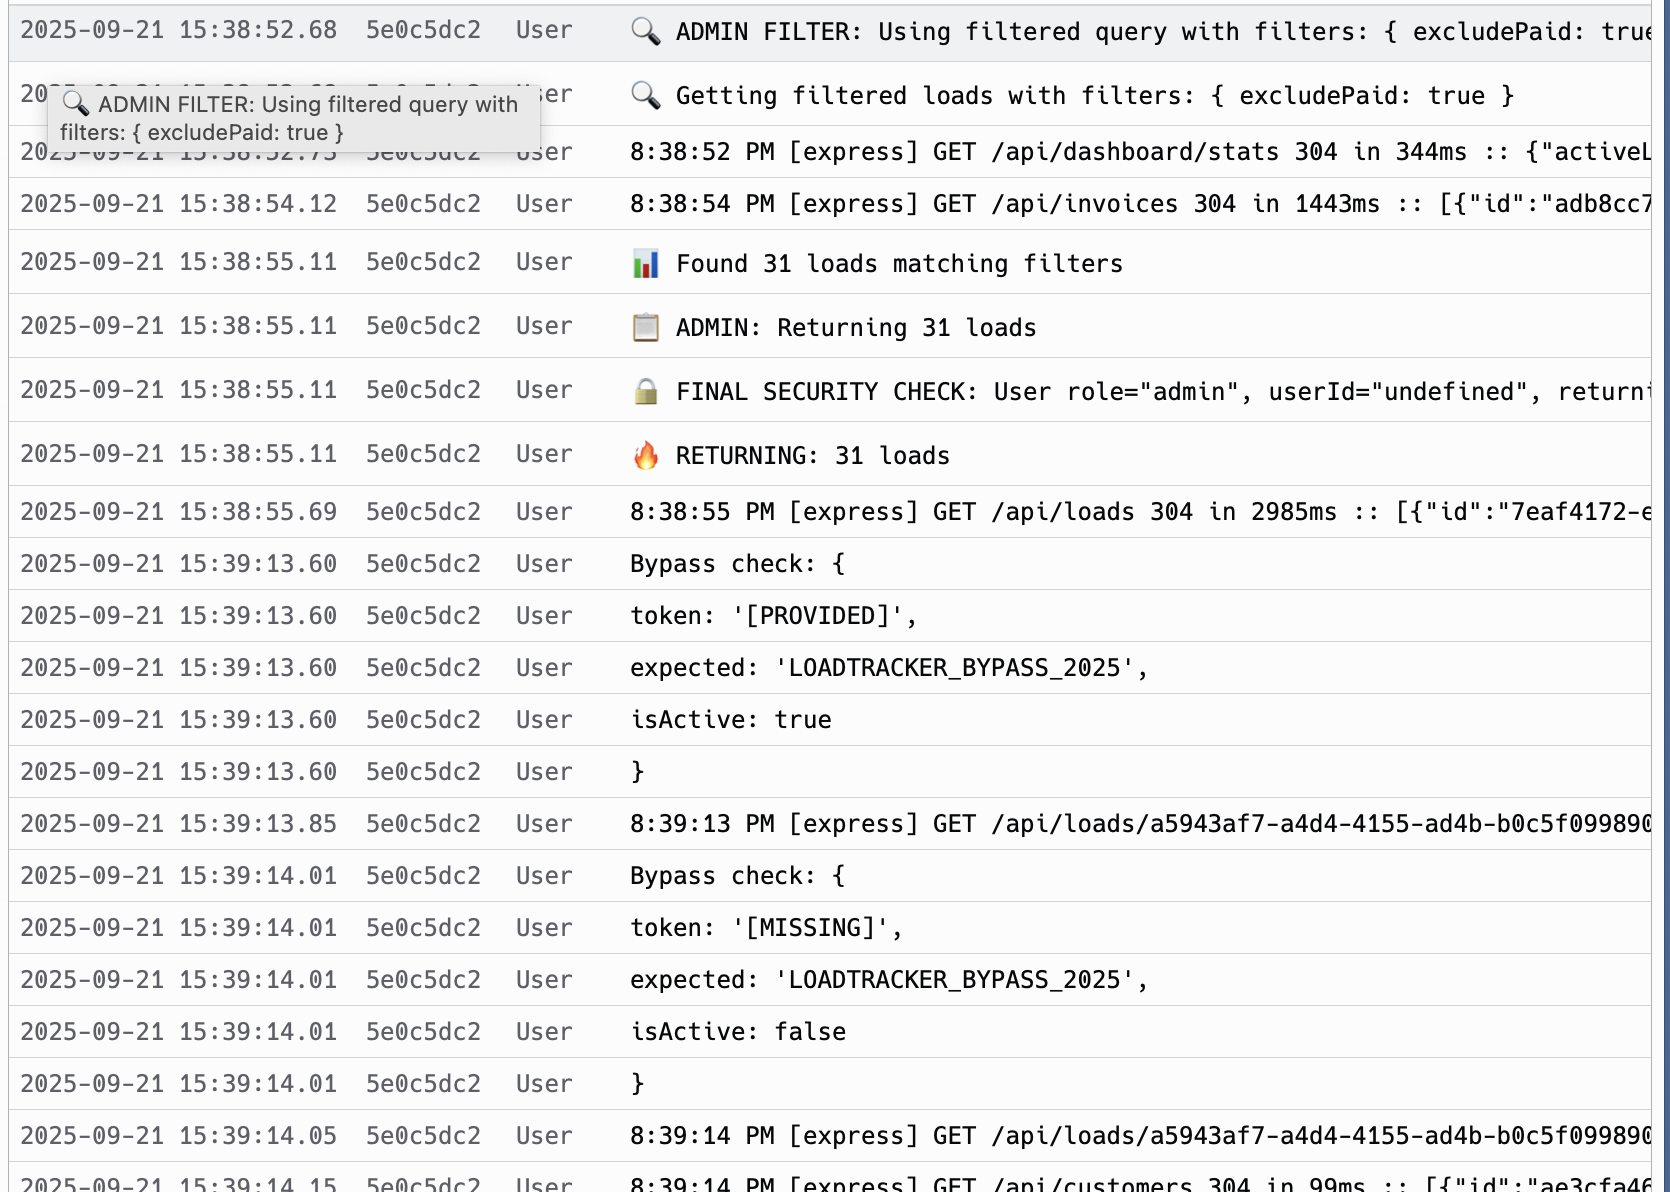 2025-09-21 15:38:52.68 5e0c5dc2 User 🔍 ADMIN FILTER: Using filtered query with filters: { excludePaid: true
🔍 Getting filtered loads with filters: { excludePaid: true }
🔍 ADMIN FILTER: Using filtered query with
filters: { excludePaid: true }
2025-09-21 15:38:52.73 5e0c5dc2 User 8:38:52 PM [express] GET /api/dashboard/stats 304 in 344ms :: {"activeL
2025-09-21 15:38:54.12 5e0c5dc2 User 8:38:54 PM [express] GET /api/invoices 304 in 1443ms :: [{"id":"adb8cc7
2025-09-21 15:38:55.11 5e0c5dc2 User 📊 Found 31 loads matching filters
2025-09-21 15:38:55.11 5e0c5dc2 User 📋 ADMIN: Returning 31 loads
2025-09-21 15:38:55.11 5e0c5dc2 User 🔒 FINAL SECURITY CHECK: User role="admin", userId="undefined", returni
2025-09-21 15:38:55.11 5e0c5dc2 User 🔥 RETURNING: 31 loads
2025-09-21 15:38:55.69 5e0c5dc2 User 8:38:55 PM [express] GET /api/loads 304 in 2985ms :: [{"id":"7eaf4172-e
2025-09-21 15:39:13.60 5e0c5dc2 User Bypass check: {
2025-09-21 15:39:13.60 5e0c5dc2 User token: '[PROVIDED]',
2025-09-21 15:39:13.60 5e0c5dc2 User expected: 'LOADTRACKER_BYPASS_2025',
2025-09-21 15:39:13.60 5e0c5dc2 User isActive: true
2025-09-21 15:39:13.60 5e0c5dc2 User }
2025-09-21 15:39:13.85 5e0c5dc2 User 8:39:13 PM [express] GET /api/loads/a5943af7-a4d4-4155-ad4b-b0c5f099890
2025-09-21 15:39:14.01 5e0c5dc2 User Bypass check: {
2025-09-21 15:39:14.01 5e0c5dc2 User token: '[MISSING]',
2025-09-21 15:39:14.01 5e0c5dc2 User expected: 'LOADTRACKER_BYPASS_2025',
2025-09-21 15:39:14.01 5e0c5dc2 User isActive: false
2025-09-21 15:39:14.01 5e0c5dc2 User }
2025-09-21 15:39:14.05 5e0c5dc2 User 8:39:14 PM [express] GET /api/loads/a5943af7-a4d4-4155-ad4b-b0c5f099890
2025-09-21 15:39:14.15 5e0c5dc2 User 8:39:14 PM [express] GET /api/customers 304 in 99ms :: [{"id":"ae3cfa46